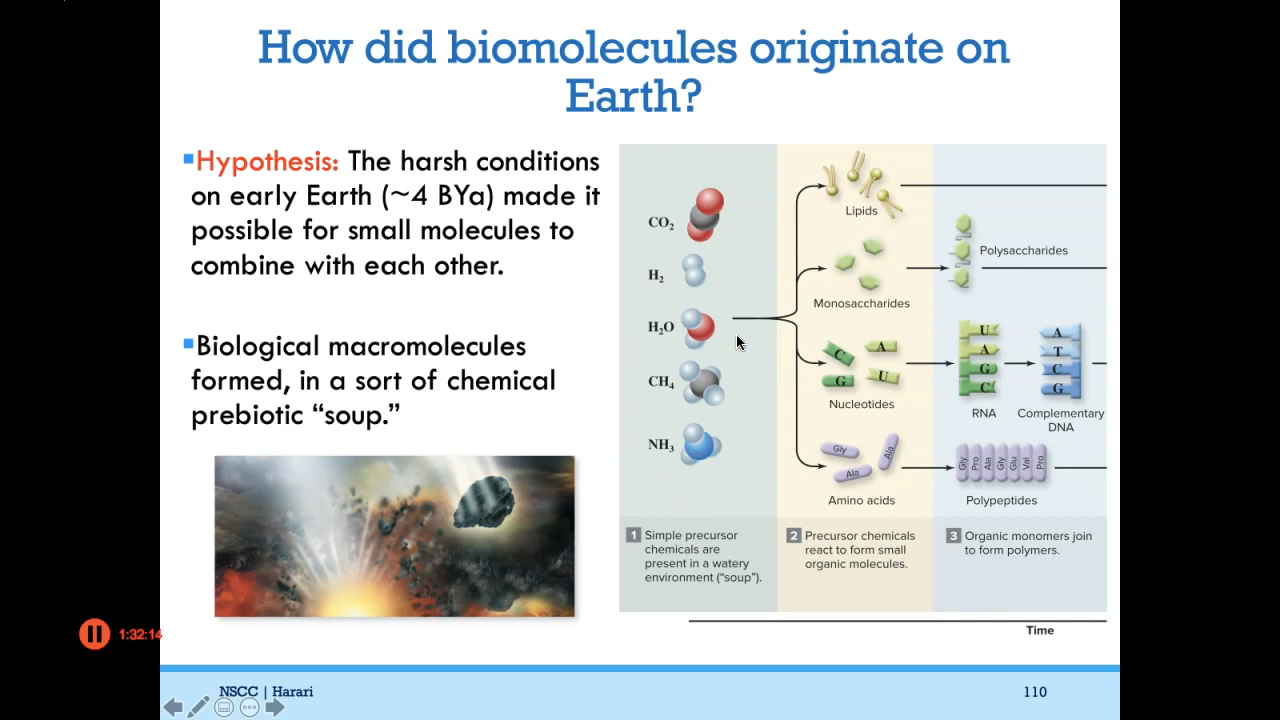 How did biomolecules originate on
Earth?
Hypothesis: The harsh conditions
on early Earth (~4 BYa) made it
possible for small molecules to
combine with each other.
Biological macromolecules
formed, in a sort of chemical
prebiotic “soup.”
CO₂
H₂
H₂O
CH₄
NH₃
Lipids
Monosaccharides
C
A
G
U
Nucleotides
Gly
Ala
Ala
Amino acids
Polysaccharides
U
A
G
C
RNA
A
T
C
G
Complementary
DNA
Gly
Pro
Ala
Gly
Glu
Val
Pro
Polypeptides
1 Simple precursor
chemicals are
present in a watery
environment (“soup”).
2 Precursor chemicals
react to form small
organic molecules.
3 Organic monomers join
to form polymers.
Time
1:32:14
NSCC | Harari
110